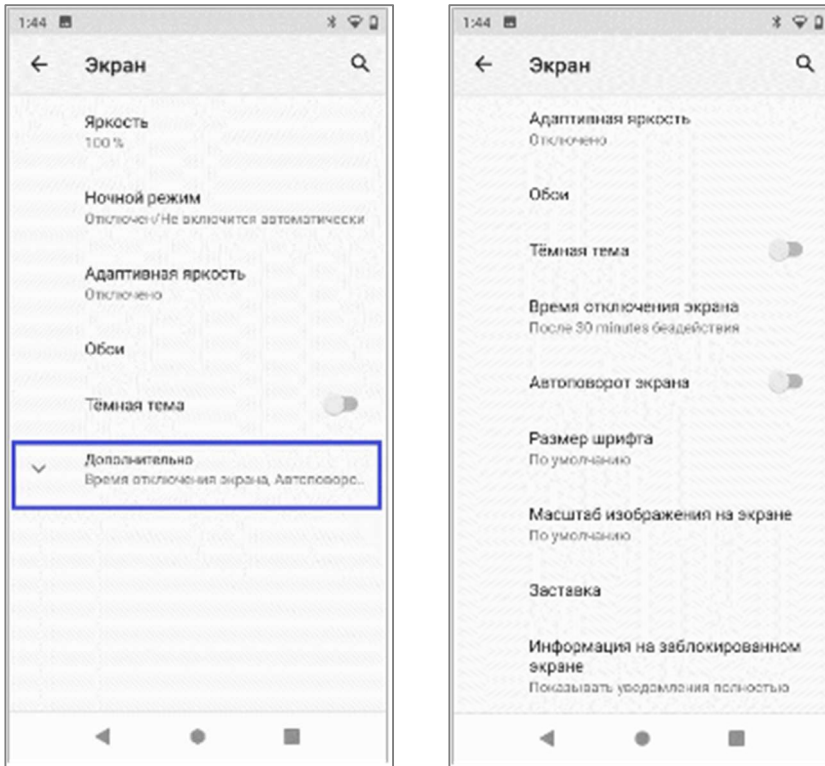 1:44
Экран
Яркость
100 %
Ночной режим
Отключен/Не включится автоматически
Адаптивная яркость
Отключено
Обои
Тёмная тема
Дополнительно
Время отключения экрана, Автоповоро..
1:44
Экран
Адаптивная яркость
Отключено
Обои
Тёмная тема
Время отключения экрана
После 30 minutes бездействия
Автоповорот экрана
Размер шрифта
По умолчанию
Масштаб изображения на экране
По умолчанию
Заставка
Информация на заблокированном
экране
Показывать уведомления полностью